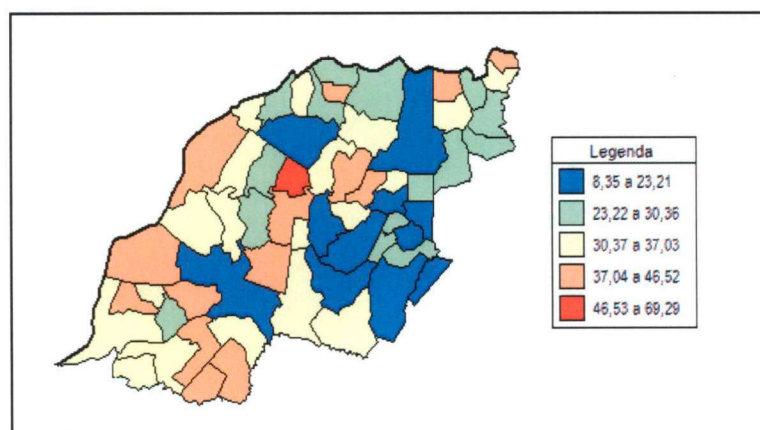 Legenda
8,35 a 23,21
23,22 a 30,36
30,37 a 37,03
37,04 a 46,52
46,53 a 69,29